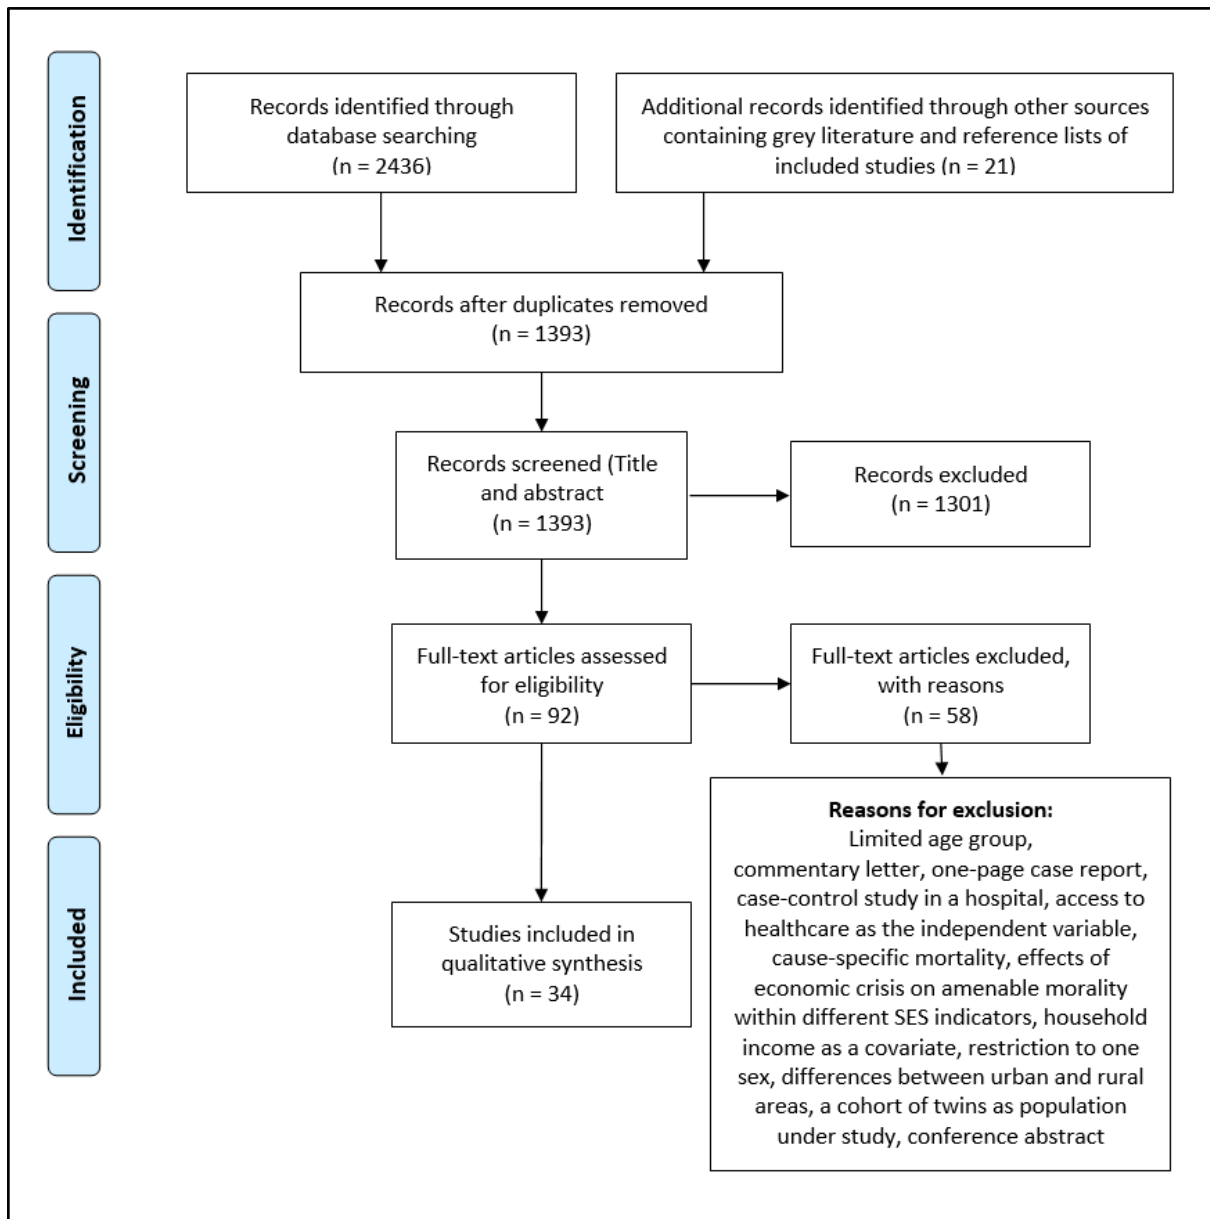 Identification
Records identified through
database searching
(n = 2436)
Additional records identified through other sources
containing grey literature and reference lists of
included studies (n = 21)
Records after duplicates removed
(n = 1393)
Screening
Records screened (Title
and abstract
(n = 1393)
Records excluded
(n = 1301)
Eligibility
Full-text articles assessed
for eligibility
(n = 92)
Full-text articles excluded,
with reasons
(n = 58)
Reasons for exclusion:
Limited age group,
commentary letter, one-page case report,
case-control study in a hospital, access to
healthcare as the independent variable,
cause-specific mortality, effects of
economic crisis on amenable morality
within different SES indicators, household
income as a covariate, restriction to one
sex, differences between urban and rural
areas, a cohort of twins as population
under study, conference abstract
Included
Studies included in
qualitative synthesis
(n = 34)